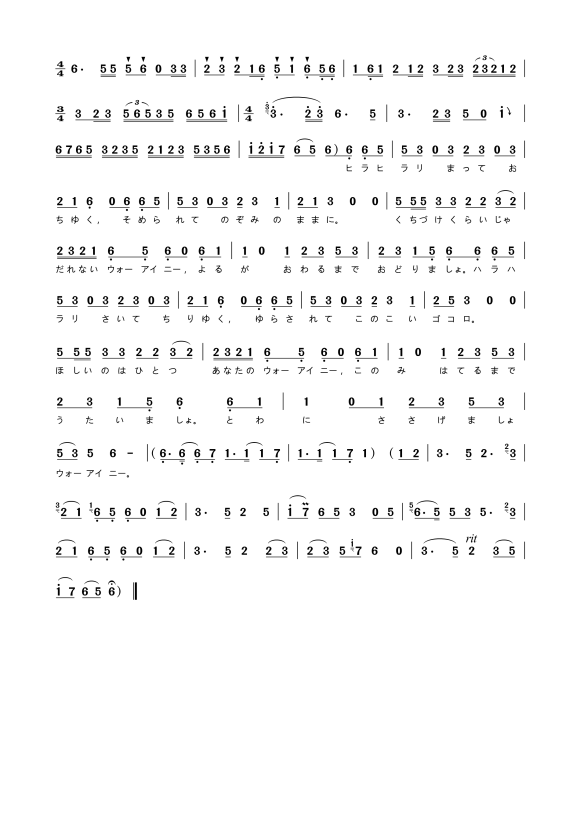 4/4 6· 55 5 6 0 33 | 2 3 2 16 5 1 6 56 | 1 61 2 12 3 23 23212
3/4 3 23 56535 6561 | 4/4 3 3· 23 6· 5 | 3· 23 5 0 1
6765 3235 2123 5356 | 1217 6 5 6) 6 6 5 | 5 3 0 3 2 3 0 3
ヒ ラ ヒ ラ リ ま っ て お
2 1 6 0 6 6 5 | 5 3 0 3 2 3 1 | 2 1 3 0 0 | 5 55 3 3 2 2 3 2
ち ゆ く, そ め ら れ て の ぞ み の ま ま に。 く ち づ け く ら い じゃ
2321 6 5 6 0 6 1 | 1 0 1 2 3 5 3 | 2 3 1 5 6 6 6 5
だ れ な い ウォー アイ ニー, よ る が お わ る ま で お ど り ま しょ。 ハ ラ ハ
5 3 0 3 2 3 0 3 | 2 1 6 0 6 6 5 | 5 3 0 3 2 3 1 | 2 5 3 0 0
ラ リ さ い て ち り ゆ く, ゆ ら さ れ て こ の こ い ゴ コ ロ。
5 55 3 3 2 2 3 2 | 2321 6 5 6 0 6 1 | 1 0 1 2 3 5 3
ほ し い の は ひ と つ あ な た の ウォー アイ ニー, こ の み は て る ま で
2 3 1 5 6 6 1 | 1 0 1 2 3 5 3
う た い ま しょ。 と わ に さ さ げ ま しょ
5 3 5 6 - | (6· 6 6 7 1· 1 1 7 | 1· 1 1 7 1) (1 2 | 3· 5 2· 2 3
ウォー アイ ニー。
3 2 1 1 6 5 6 0 1 2 | 3· 5 2 5 | 1 7 6 5 3 0 5 | 5 6· 5 5 3 5· 2 3
rit
2 1 6 5 6 0 1 2 | 3· 5 2 2 3 | 2 3 5 1 7 6 0 | 3· 5 2 3 5
1 7 6 5 6)